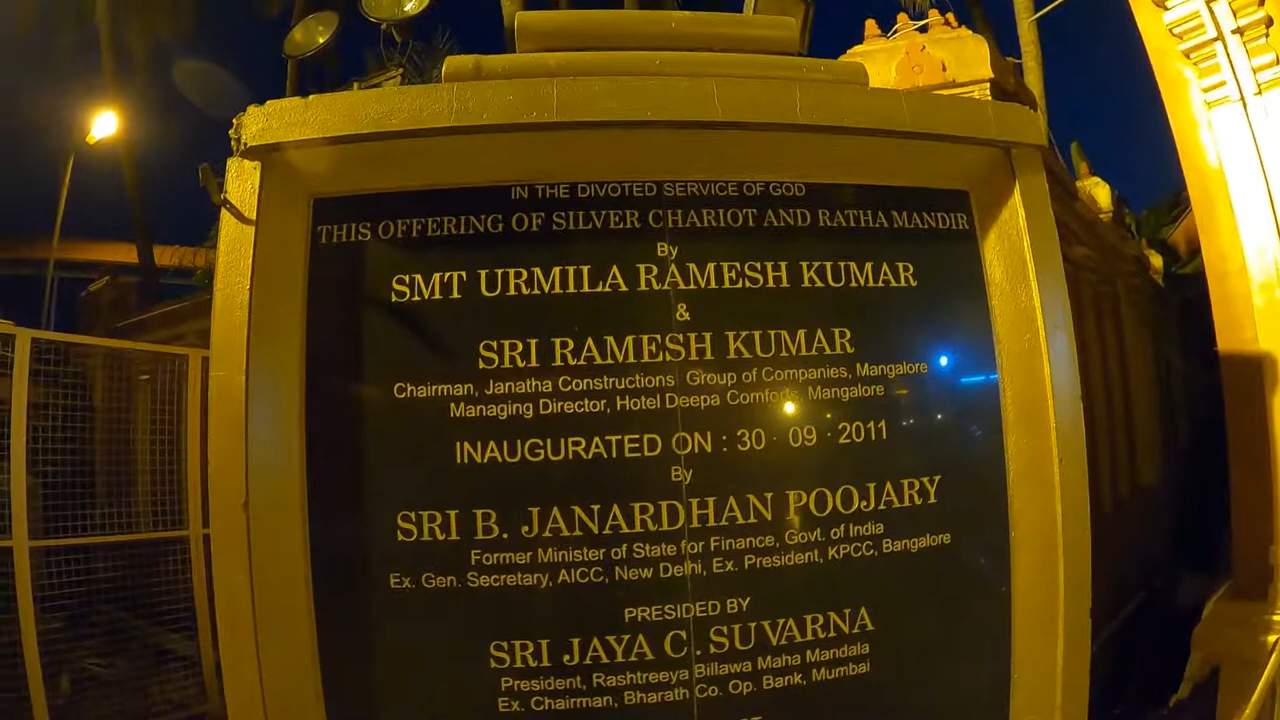 IN THE DIVOTED SERVICE OF GOD
THIS OFFERING OF SILVER CHARIOT AND RATHA MANDIR
By
SMT URMILA RAMESH KUMAR
&
SRI RAMESH KUMAR
Chairman, Janatha Constructions Group of Companies, Mangalore
Managing Director, Hotel Deepa Comforts, Mangalore
INAUGURATED ON : 30 · 09 · 2011
By
SRI B. JANARDHAN POOJARY
Former Minister of State for Finance, Govt. of India
Ex. Gen. Secretary, AICC, New Delhi, Ex. President, KPCC, Bangalore
PRESIDED BY
SRI JAYA C. SUVARNA
President, Rashtreeya Billawa Maha Mandala
Ex. Chairman, Bharath Co. Op. Bank, Mumbai